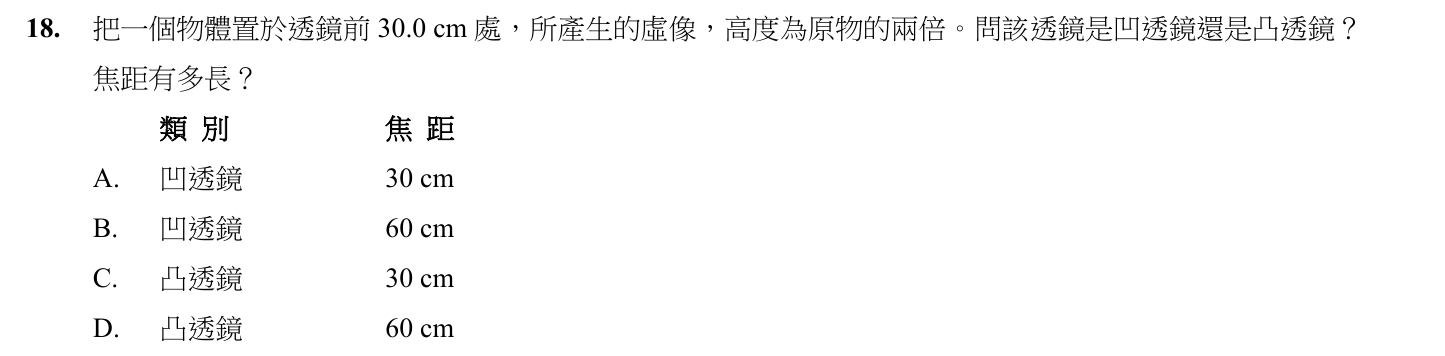 18. 把一個物體置於透鏡前 30.0 cm 處，所產生的虛像，高度為原物的兩倍。問該透鏡是凹透鏡還是凸透鏡？
焦距有多長？
類 別 焦 距
A. 凹透鏡 30 cm
B. 凹透鏡 60 cm
C. 凸透鏡 30 cm
D. 凸透鏡 60 cm